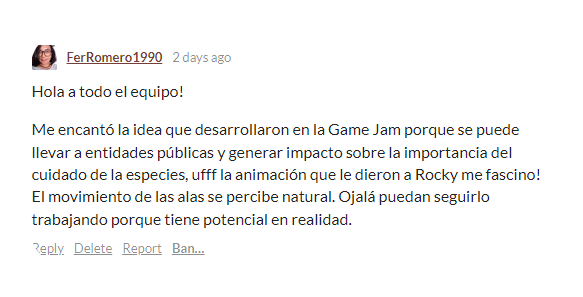 FerRomero1990 2 days ago
Hola a todo el equipo!
Me encantó la idea que desarrollaron en la Game Jam porque se puede
llevar a entidades públicas y generar impacto sobre la importancia del
cuidado de la especies, ufff la animación que le dieron a Rocky me fascino!
El movimiento de las alas se percibe natural. Ojalá puedan seguirlo
trabajando porque tiene potencial en realidad.
Reply Delete Report Ban...